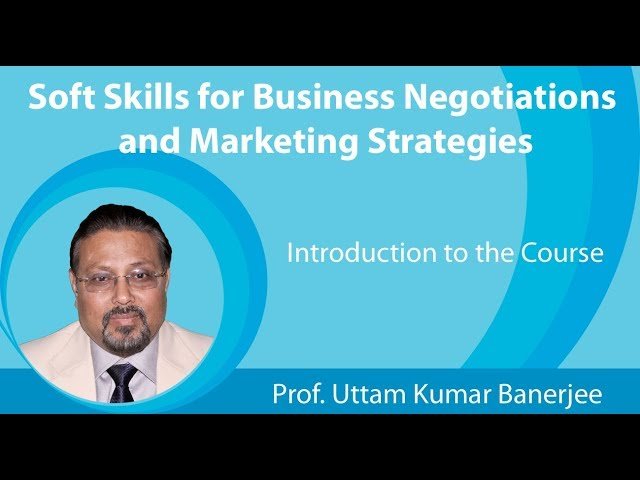 Soft Skills for Business Negotiations
and Marketing Strategies
Introduction to the Course
Prof. Uttam Kumar Banerjee